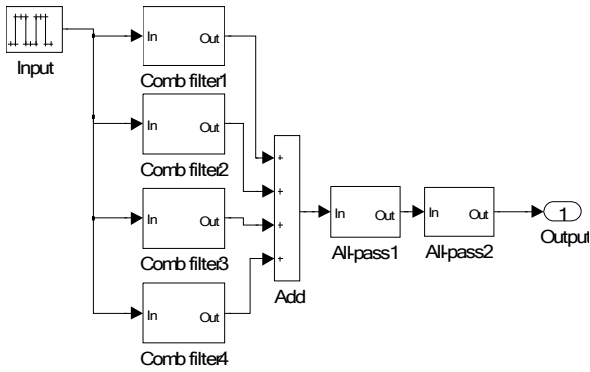 Input
In Out
Comb filter1
In Out
Comb filter2
In Out
Comb filter3
In Out
Comb filter4
+
+
+
+
Add
In Out
All-pass1
In Out
All-pass2
1
Output